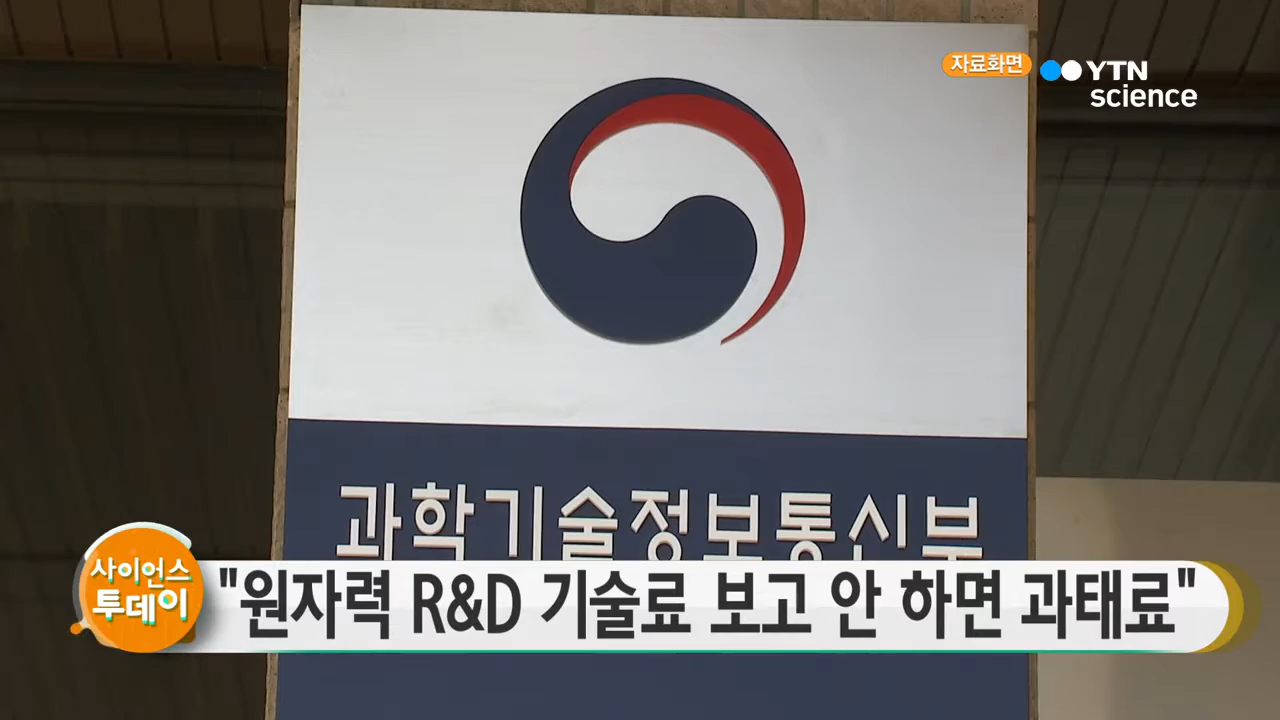 자료화면
YTN
science
과학기술정보통신부
사이언스
투데이
"원자력 R&D 기술료 보고 안 하면 과태료"